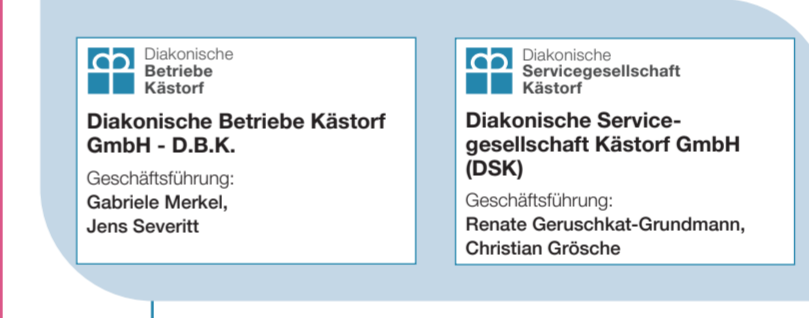 Diakonische
Betriebe
Kästorf
Diakonische Betriebe Kästorf
GmbH - D.B.K.
Geschäftsführung:
Gabriele Merkel,
Jens Severitt
Diakonische
Servicegesellschaft
Kästorf
Diakonische Service-
gesellschaft Kästorf GmbH
(DSK)
Geschäftsführung:
Renate Geruschkat-Grundmann,
Christian Grösche